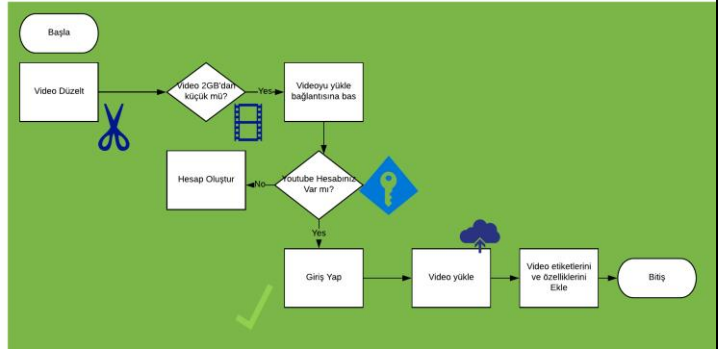 Başla
Video Düzelt
Video 2GB'dan
küçük mü?
Yes
Videoyu yükle
bağlantısına bas
Hesap Oluştur
No
Youtube Hesabınız
Var mı?
Yes
Giriş Yap
Video yükle
Video etiketlerini
ve özelliklerini
Ekle
Bitiş